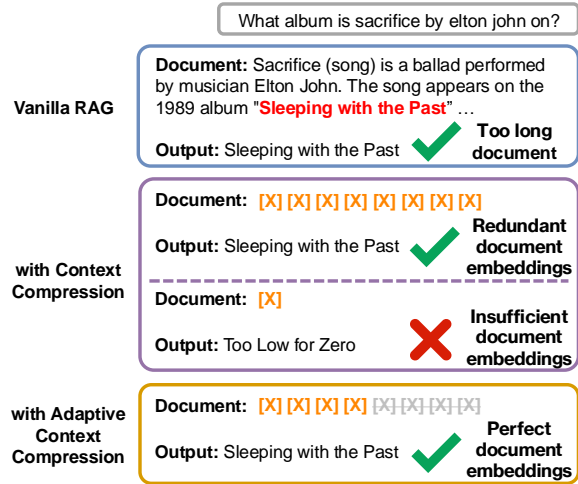 What album is sacrifice by elton john on?
Vanilla RAG
Document: Sacrifice (song) is a ballad performed
by musician Elton John. The song appears on the
1989 album "Sleeping with the Past" ...
Output: Sleeping with the Past
Too long
document
with Context
Compression
Document: [X] [X] [X] [X] [X] [X] [X] [X]
Output: Sleeping with the Past
Redundant
document
embeddings
Document: [X]
Output: Too Low for Zero
Insufficient
document
embeddings
with Adaptive
Context
Compression
Document: [X] [X] [X] [X] [X] [X] [X] [X]
Output: Sleeping with the Past
Perfect
document
embeddings